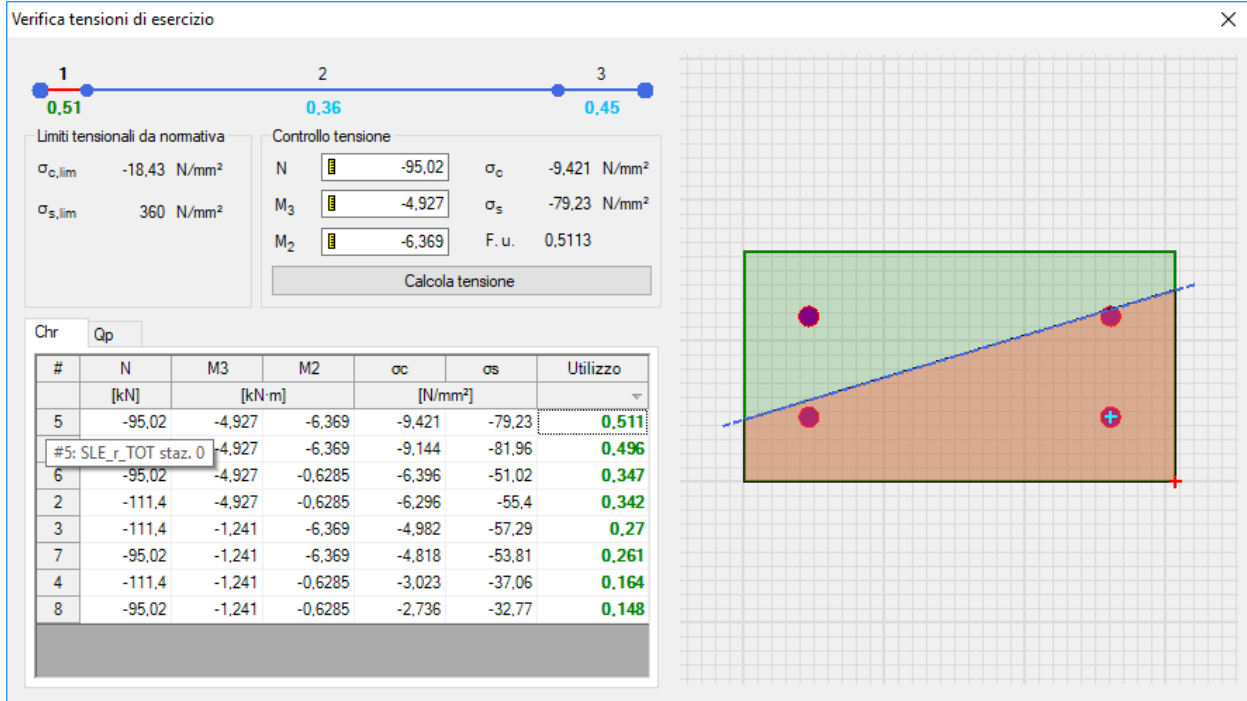 Verifica tensioni di esercizio
1 2 3
0,51 0,36 0,45
Limiti tensionali da normativa
σc,lim -18,43 N/mm²
σs,lim 360 N/mm²
Controllo tensione
N -95,02 σc -9,421 N/mm²
M3 -4,927 σs -79,23 N/mm²
M2 -6,369 F. u. 0,5113
Calcola tensione
Chr Qp
# N M3 M2 σc σs Utilizzo
[kN] [kN·m] [N/mm²]
5 -95,02 -4,927 -6,369 -9,421 -79,23 0,511
#5: SLE_r_TOT staz. 0 -4,927 -6,369 -9,144 -81,96 0,496
6 -95,02 -4,927 -0,6285 -6,396 -51,02 0,347
2 -111,4 -4,927 -0,6285 -6,296 -55,4 0,342
3 -111,4 -1,241 -6,369 -4,982 -57,29 0,27
7 -95,02 -1,241 -6,369 -4,818 -53,81 0,261
4 -111,4 -1,241 -0,6285 -3,023 -37,06 0,164
8 -95,02 -1,241 -0,6285 -2,736 -32,77 0,148